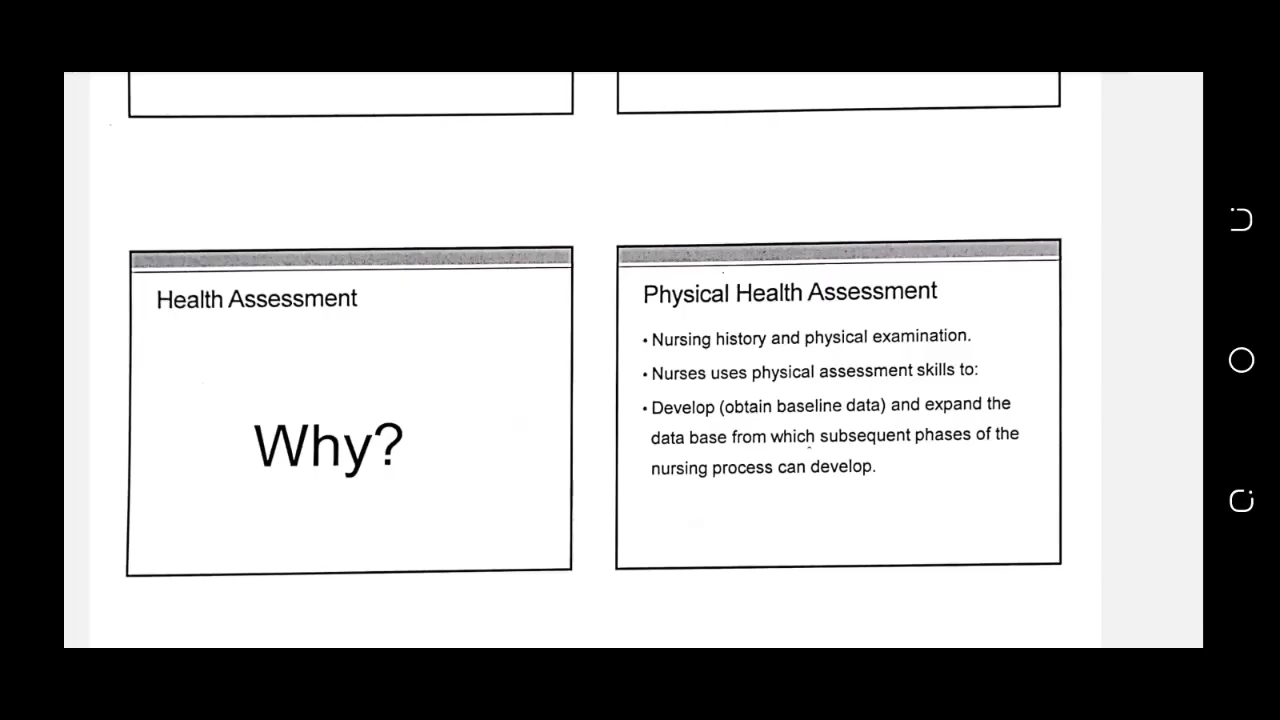 Health Assessment
Why?
Physical Health Assessment
• Nursing history and physical examination.
• Nurses uses physical assessment skills to:
• Develop (obtain baseline data) and expand the
data base from which subsequent phases of the
nursing process can develop.